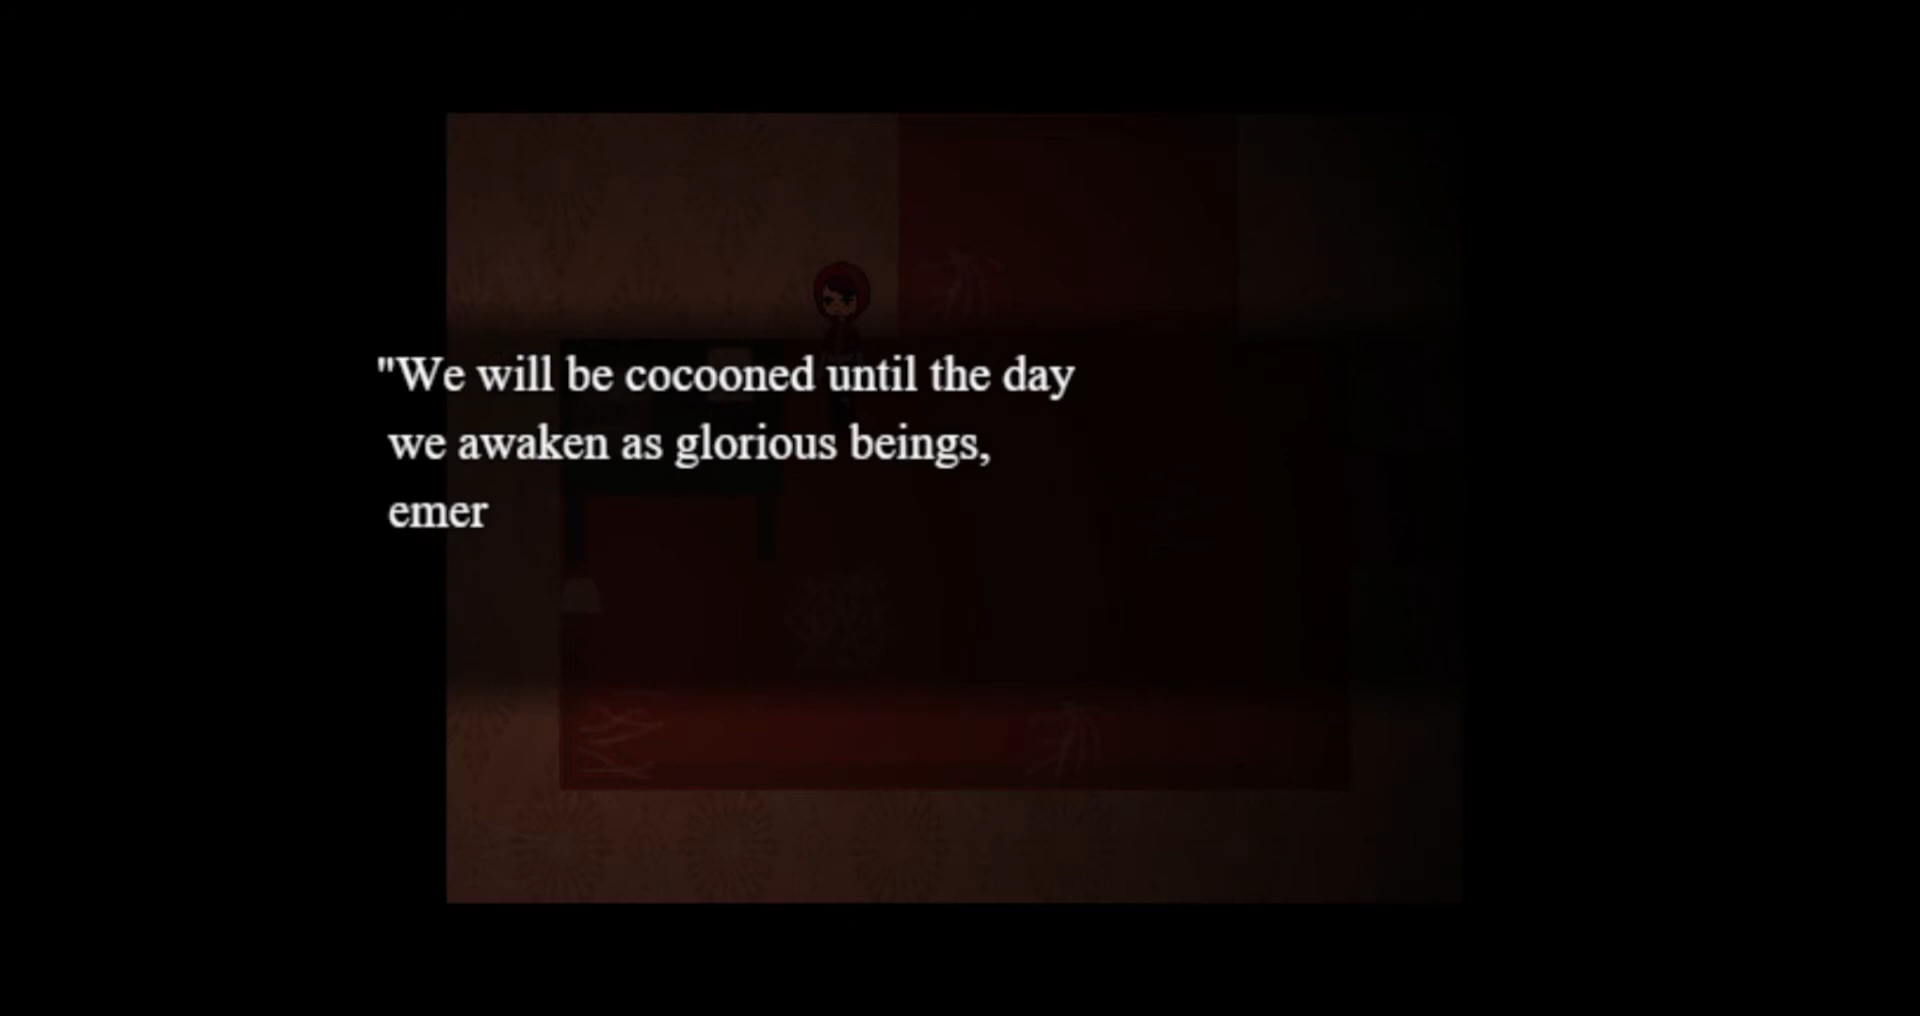 "We will be cocooned until the day
we awaken as glorious beings,
emer